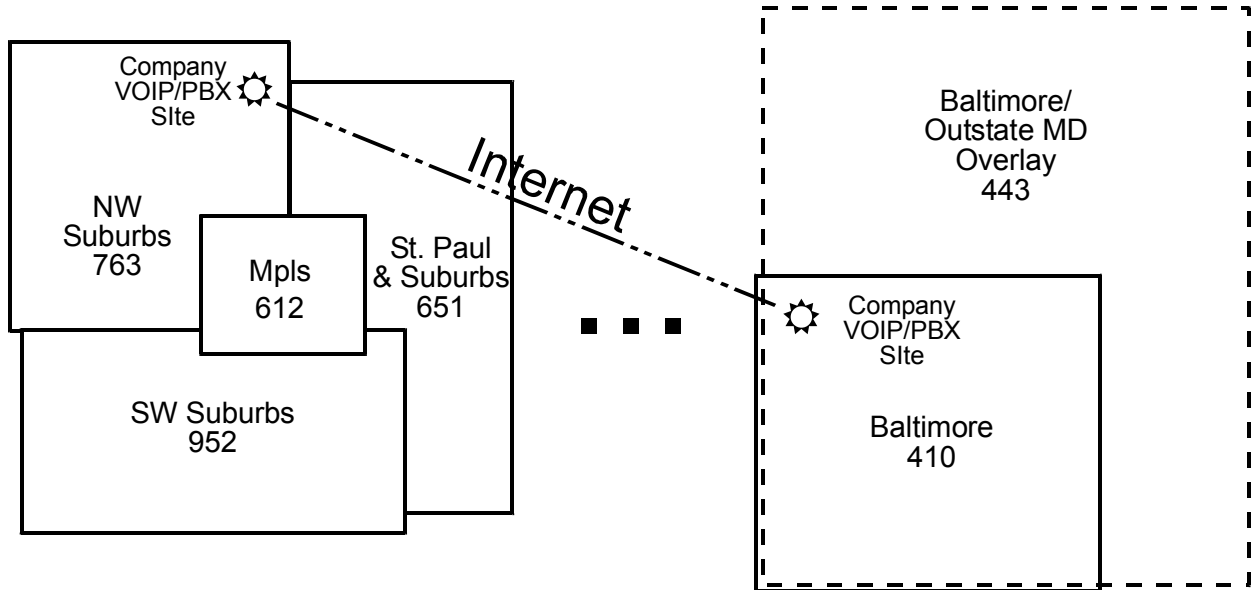 Company
VOIP/PBX
SIte
NW
Suburbs
763
Mpls
612
St. Paul
& Suburbs
651
SW Suburbs
952
Internet
Baltimore/
Outstate MD
Overlay
443
Company
VOIP/PBX
SIte
Baltimore
410